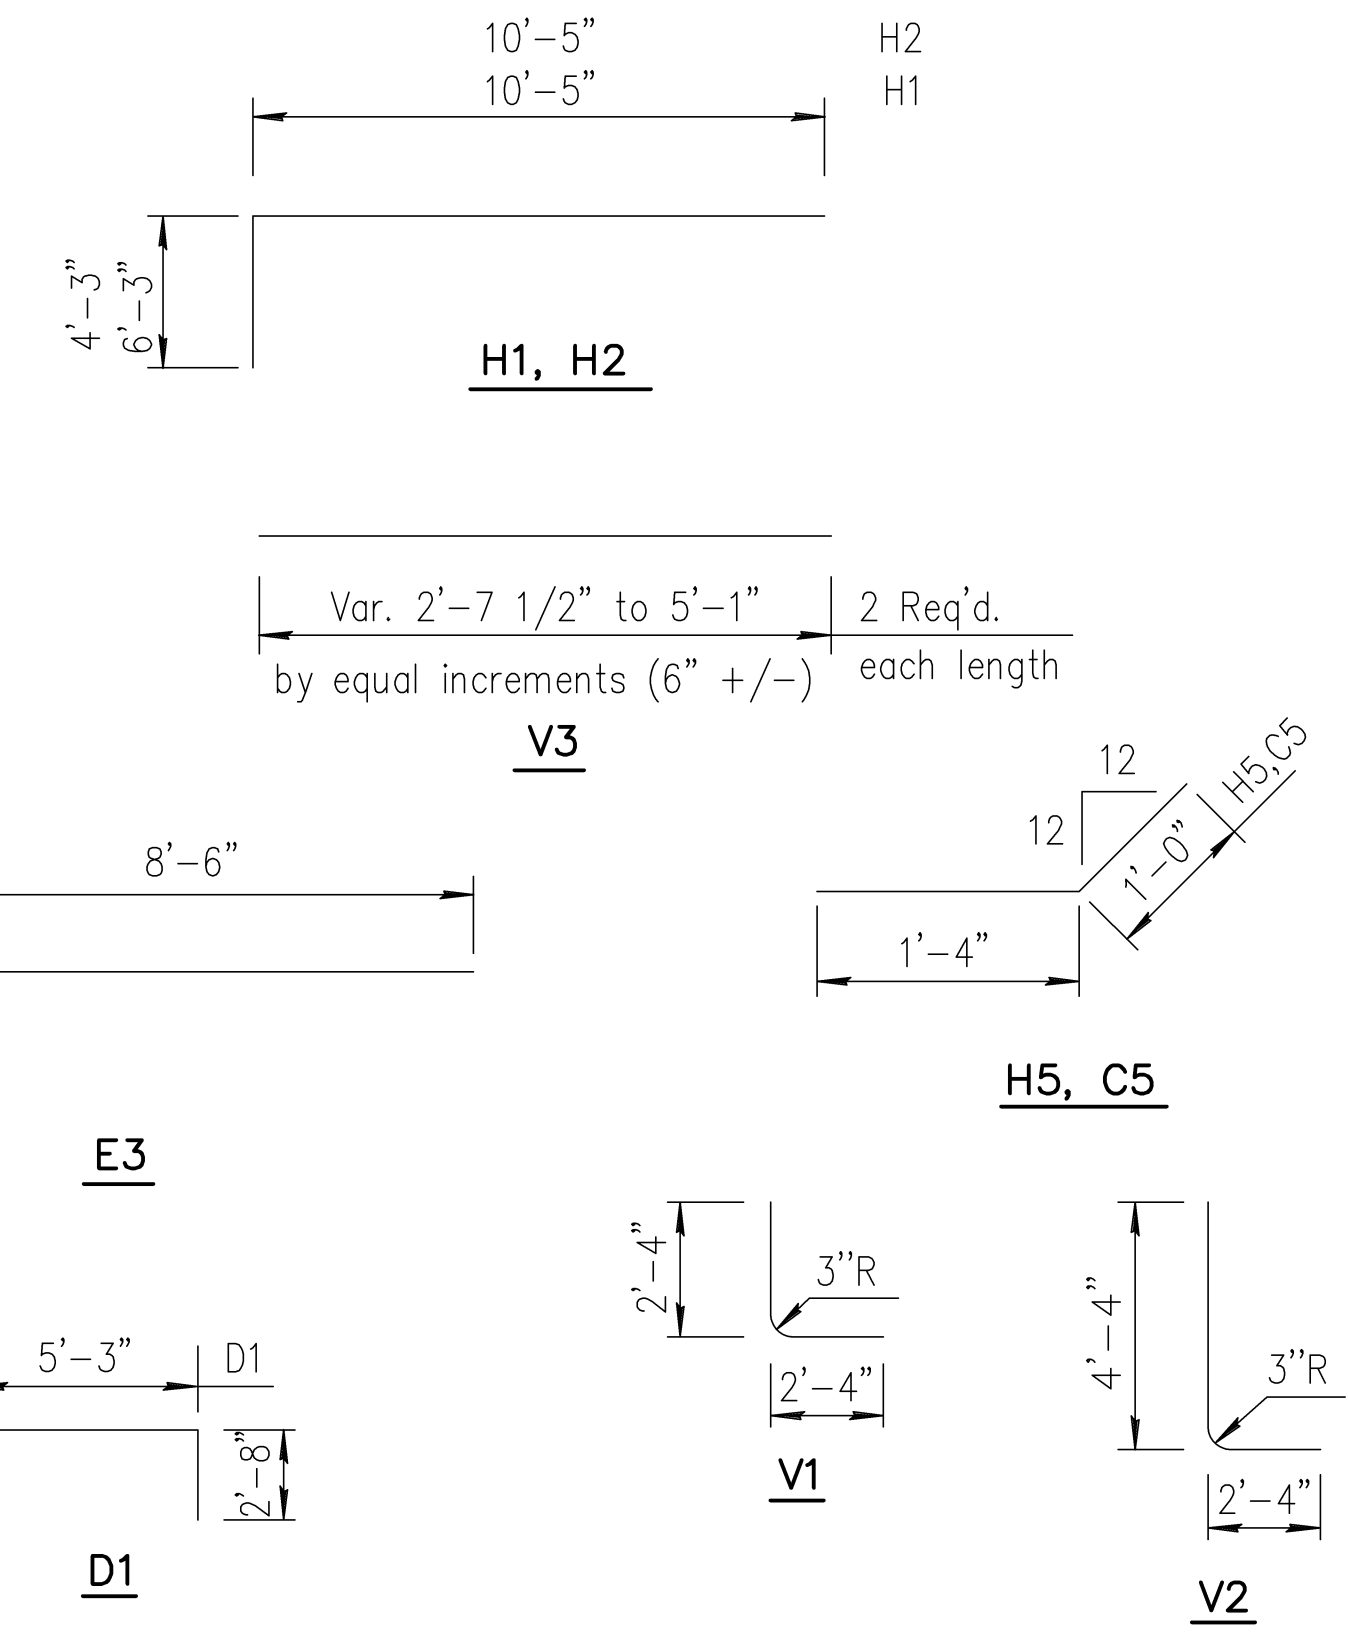 10'-5" H2
10'-5" H1
4'-3"
6'-3"
H1, H2
Var. 2'-7 1/2" to 5'-1"
by equal increments (6" +/-)
2 Req'd.
each length
V3
8'-6"
E3
12
12
1'-0"
H5,C5
1'-4"
H5, C5
2'-4"
3''R
2'-4"
V1
4'-4"
3''R
2'-4"
V2
5'-3" D1
2'-8"
D1